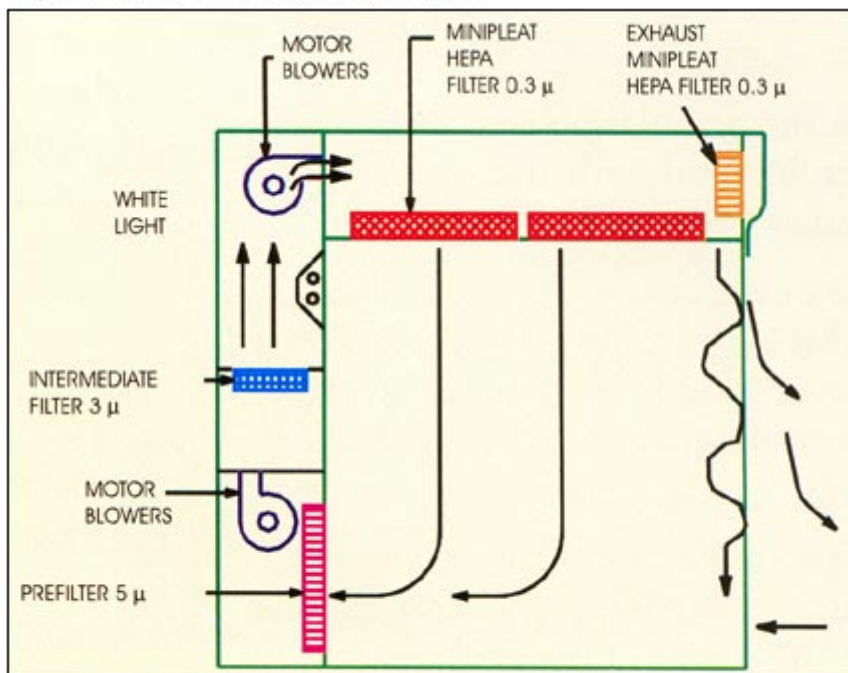 MOTOR
BLOWERS
MINIPLEAT
HEPA
FILTER 0.3 μ
EXHAUST
MINIPLEAT
HEPA FILTER 0.3 μ
WHITE
LIGHT
INTERMEDIATE
FILTER 3 μ
MOTOR
BLOWERS
PREFILTER 5 μ